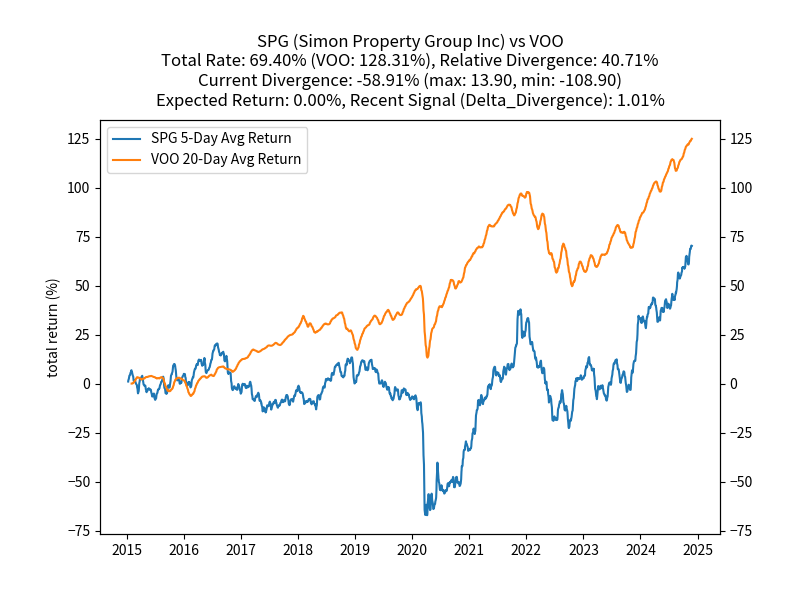 SPG (Simon Property Group Inc) vs VOO
Total Rate: 69.40% (VOO: 128.31%), Relative Divergence: 40.71%
Current Divergence: -58.91% (max: 13.90, min: -108.90)
Expected Return: 0.00%, Recent Signal (Delta_Divergence): 1.01%
SPG 5-Day Avg Return
VOO 20-Day Avg Return
total return (%)
125
100
75
50
25
0
−25
−50
−75
125
100
75
50
25
0
−25
−50
−75
2015 2016 2017 2018 2019 2020 2021 2022 2023 2024 2025